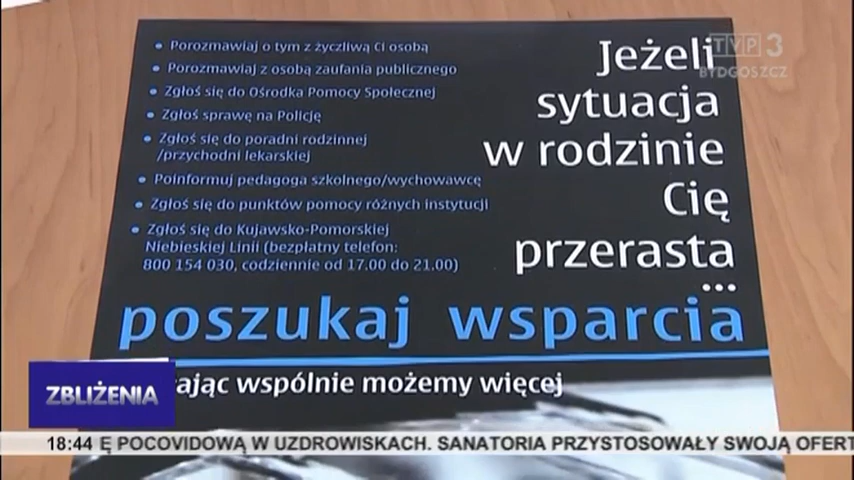 • Porozmawiaj o tym z życzliwą Ci osobą
• Porozmawiaj z osobą zaufania publicznego
• Zgłoś się do Ośrodka Pomocy Społecznej
• Zgłoś sprawę na Policję
• Zgłoś się do poradni rodzinnej
/przychodni lekarskiej
• Poinformuj pedagoga szkolnego/wychowawcę
• Zgłoś się do punktów pomocy różnych instytucji
• Zgłoś się do Kujawsko-Pomorskiej
Niebieskiej Linii (bezpłatny telefon:
800 154 030, codziennie od 17.00 do 21.00)
Jeżeli
sytuacja
w rodzinie
Cię
przerasta
...
TVP 3
BYDGOSZCZ
poszukaj wsparcia
wspólnie możemy więcej
ZBLIŻENIA
18:44 Ę POCOVIDOWĄ W UZDROWISKACH. SANATORIA PRZYSTOSOWAŁY SWOJĄ OFERT